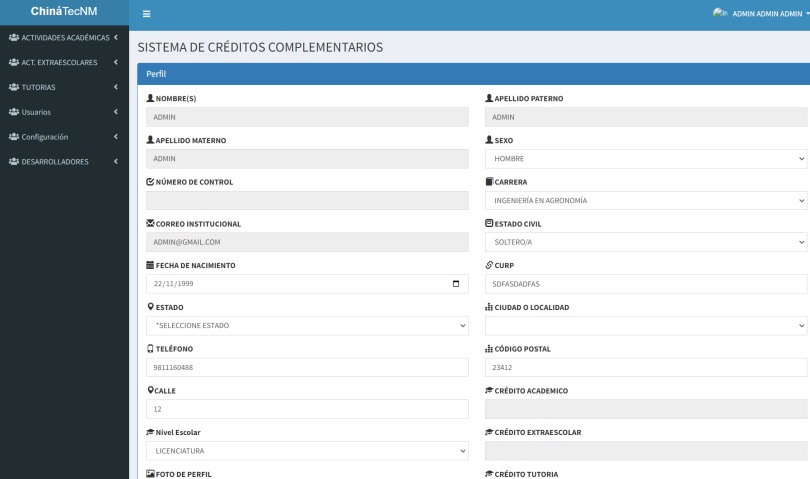 ChináTecNM
ADMIN ADMIN ADMIN
ACTIVIDADES ACADÉMICAS
ACT. EXTRAESCOLARES
TUTORIAS
Usuarios
Configuración
DESARROLLADORES
SISTEMA DE CRÉDITOS COMPLEMENTARIOS
Perfil
NOMBRE(S)
ADMIN
APELLIDO PATERNO
ADMIN
APELLIDO MATERNO
ADMIN
SEXO
HOMBRE
NÚMERO DE CONTROL
CARRERA
INGENIERÍA EN AGRONOMÍA
CORREO INSTITUCIONAL
ADMIN@GMAIL.COM
ESTADO CIVIL
SOLTERO/A
FECHA DE NACIMIENTO
22/11/1999
CURP
SDFASDADFAS
ESTADO
*SELECCIONE ESTADO
CIUDAD O LOCALIDAD
TELÉFONO
9811160488
CÓDIGO POSTAL
23412
CALLE
12
CRÉDITO ACADEMICO
Nivel Escolar
LICENCIATURA
CRÉDITO EXTRAESCOLAR
FOTO DE PERFIL
CRÉDITO TUTORIA